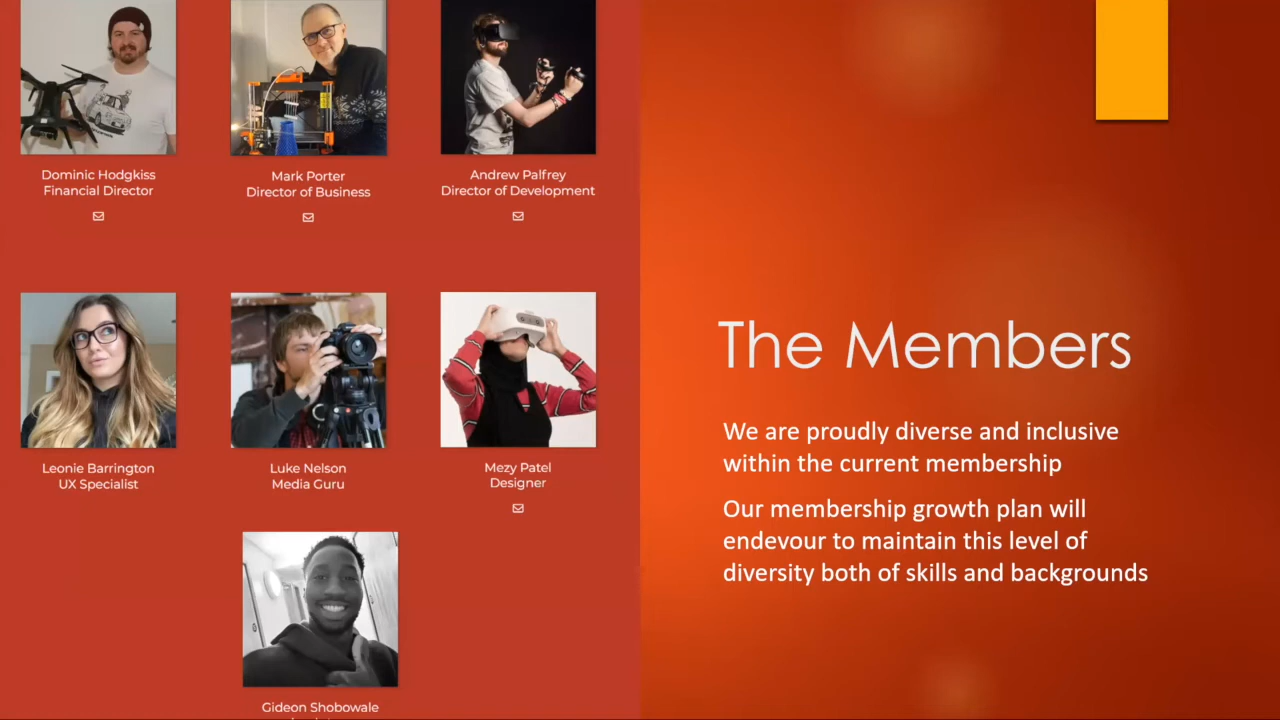 Dominic Hodgkiss
Financial Director
Mark Porter
Director of Business
Andrew Palfrey
Director of Development
Leonie Barrington
UX Specialist
Luke Nelson
Media Guru
Mezy Patel
Designer
Gideon Shobowale
The Members
We are proudly diverse and inclusive
within the current membership
Our membership growth plan will
endevour to maintain this level of
diversity both of skills and backgrounds